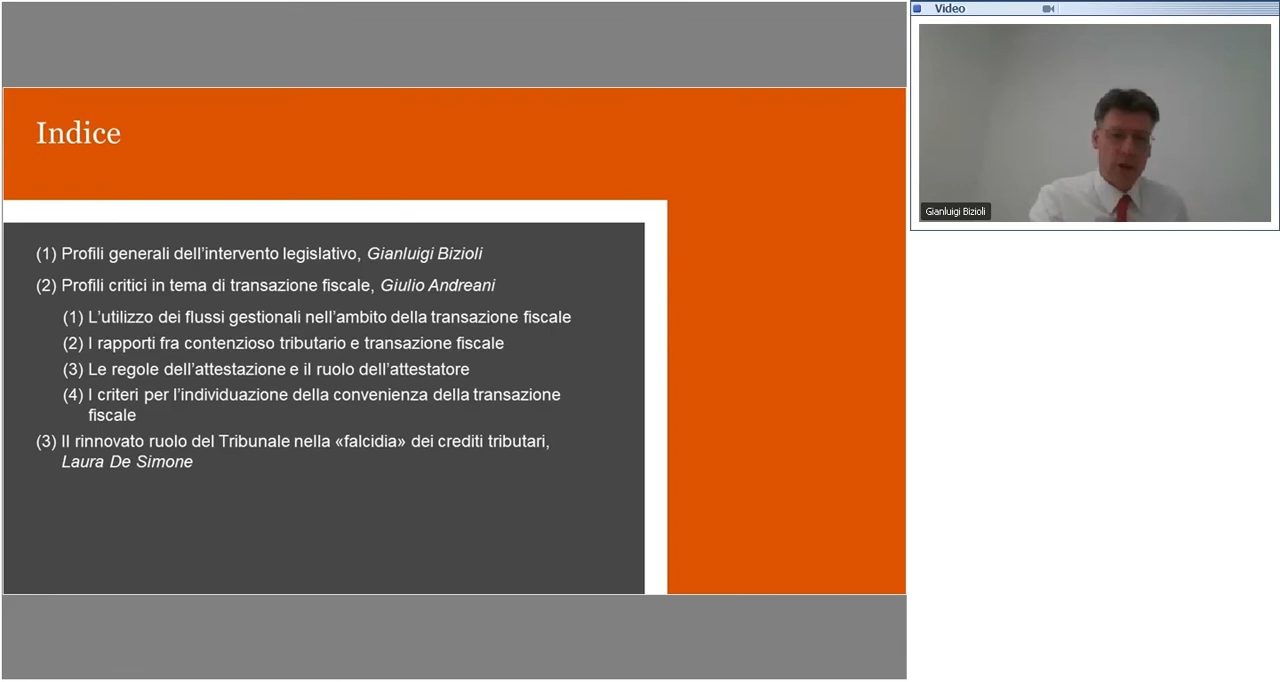 Indice
(1) Profili generali dell'intervento legislativo, Gianluigi Bizioli
(2) Profili critici in tema di transazione fiscale, Giulio Andreani
(1) L'utilizzo dei flussi gestionali nell'ambito della transazione fiscale
(2) I rapporti fra contenzioso tributario e transazione fiscale
(3) Le regole dell'attestazione e il ruolo dell'attestatore
(4) I criteri per l'individuazione della convenienza della transazione
fiscale
(3) Il rinnovato ruolo del Tribunale nella «falcidia» dei crediti tributari,
Laura De Simone
Video
Gianluigi Bizioli